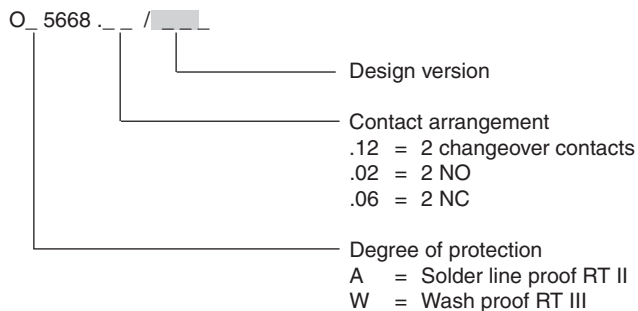 O_ 5668 ._ _ / _ _ _
Design version
Contact arrangement
.12 = 2 changeover contacts
.02 = 2 NO
.06 = 2 NC
Degree of protection
A = Solder line proof RT II
W = Wash proof RT III